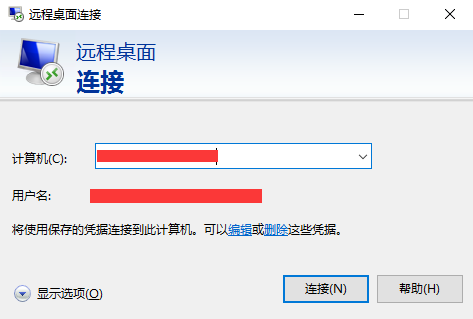 远程桌面连接
远程桌面
连接
计算机(C):
用户名:
将使用保存的凭据连接到此计算机。可以编辑或删除这些凭据。
显示选项(O)
连接(N)
帮助(H)